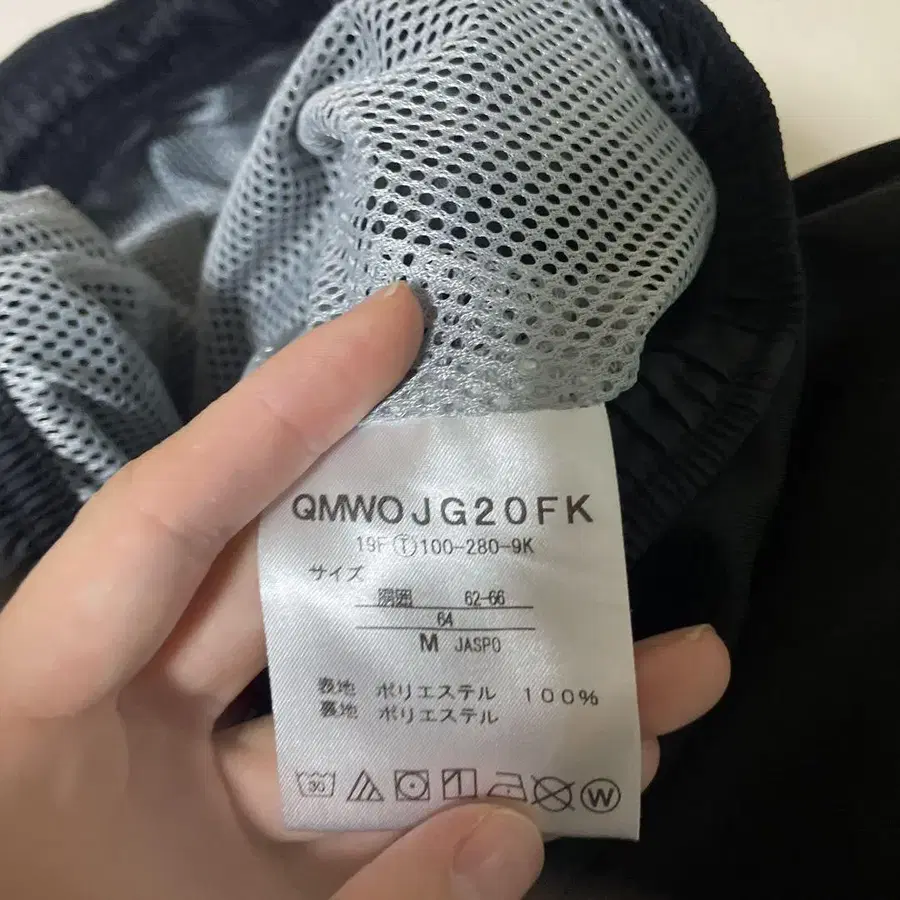 QMWOJG20FK
19F Ⓣ 100-280-9K
サイズ
胴囲 62-66
64
M JASPO
表地 ポリエステル 100%
裏地 ポリエステル
30
W